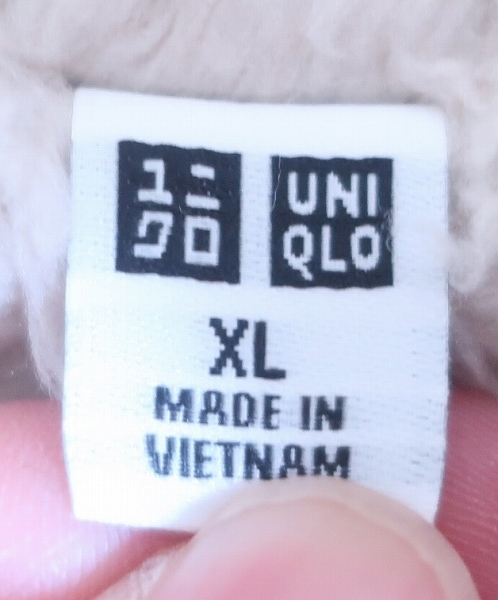 ユニ
クロ
UNI
QLO
XL
MADE IN
VIETNAM